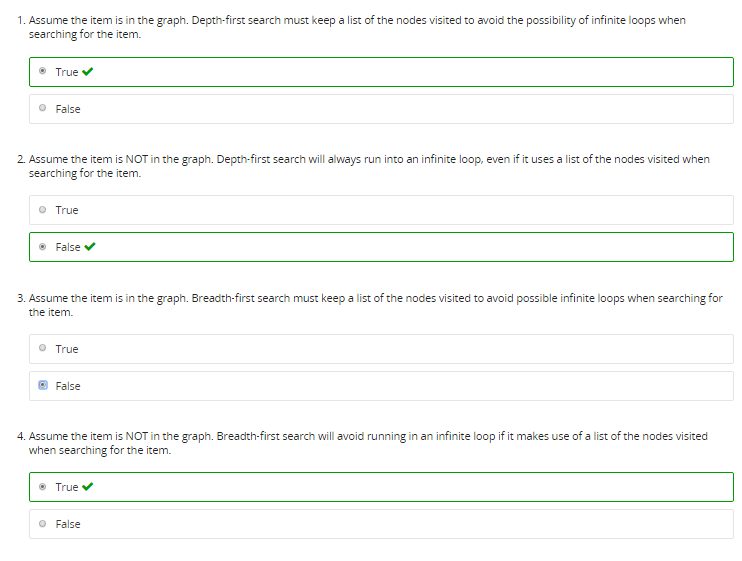 1. Assume the item is in the graph. Depth-first search must keep a list of the nodes visited to avoid the possibility of infinite loops when
searching for the item.
True
False
2. Assume the item is NOT in the graph. Depth-first search will always run into an infinite loop, even if it uses a list of the nodes visited when
searching for the item.
True
False
3. Assume the item is in the graph. Breadth-first search must keep a list of the nodes visited to avoid possible infinite loops when searching for
the item.
True
False
4. Assume the item is NOT in the graph. Breadth-first search will avoid running in an infinite loop if it makes use of a list of the nodes visited
when searching for the item.
True
False